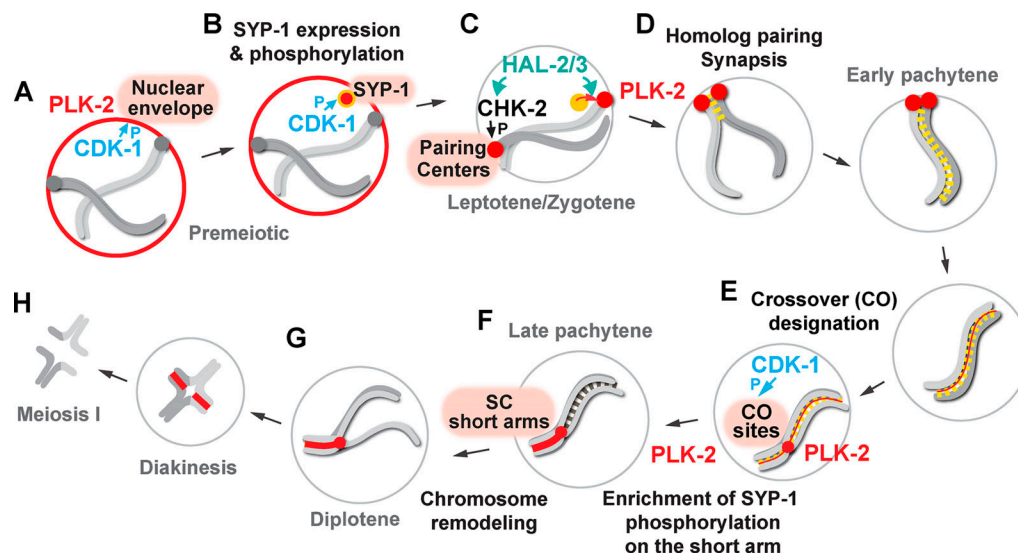 A
PLK-2
Nuclear
envelope
P
CDK-1
Premeiotic
B
SYP-1 expression
& phosphorylation
SYP-1
P
CDK-1
C
HAL-2/3
CHK-2
P
Pairing
Centers
PLK-2
Leptotene/Zygotene
D
Homolog pairing
Synapsis
Early pachytene
E
Crossover (CO)
designation
CDK-1
P
CO
sites
PLK-2
Enrichment of SYP-1
phosphorylation
on the short arm
F
Late pachytene
SC
short arms
PLK-2
G
Diplotene
Chromosome
remodeling
H
Meiosis I
Diakinesis